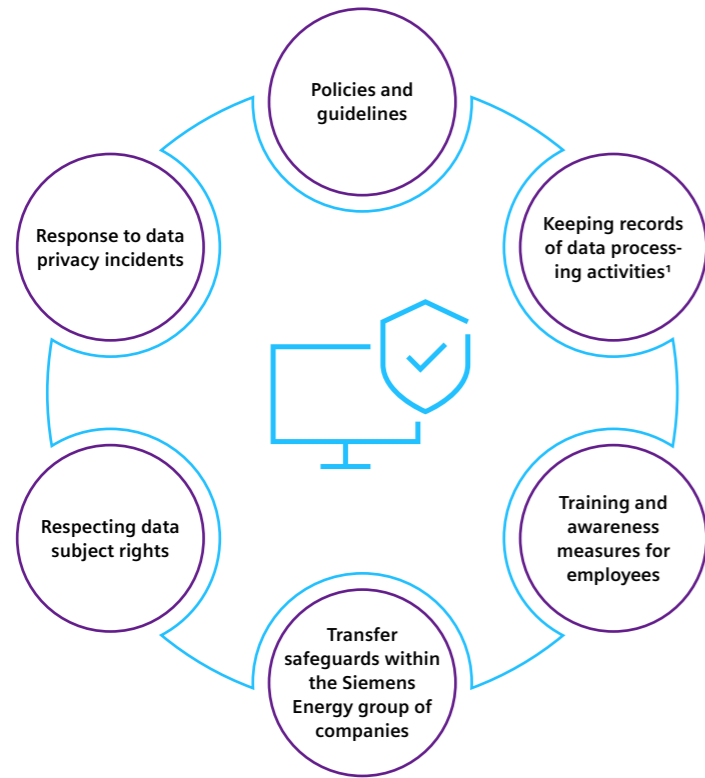 Policies and
guidelines
Keeping records
of data process-
ing activities¹
Training and
awareness
measures for
employees
Transfer
safeguards within
the Siemens
Energy group of
companies
Respecting data
subject rights
Response to data
privacy incidents